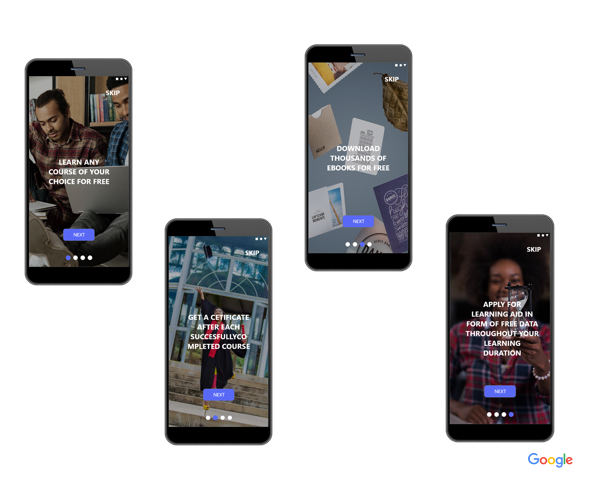 SKIP
LEARN ANY
COURSE OF YOUR
CHOICE FOR FREE
NEXT
SKIP
GET A CETIFICATE
AFTER EACH
SUCCESFULLYCO
MPLETED COURSE
NEXT
SKIP
DOWNLOAD
THOUSANDS OF
EBOOKS FOR FREE
NEXT
SKIP
APPLY FOR
LEARNING AID IN
FORM OF FREE DATA
THROUGHOUT YOUR
LEARNING
DURATION
NEXT
Google